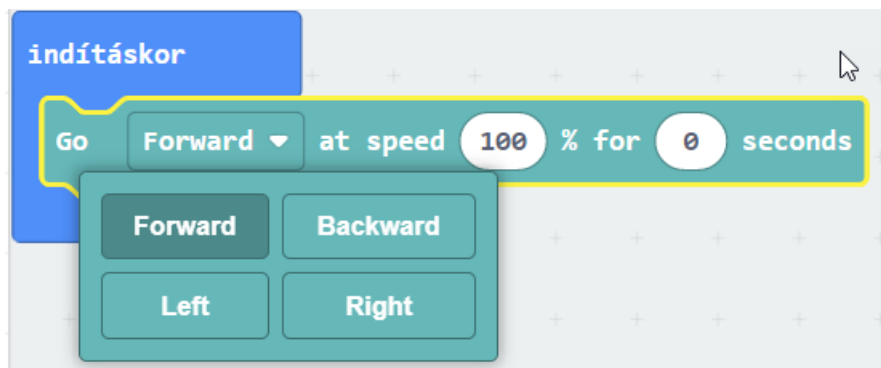 indításkor
Go Forward at speed 100 % for 0 seconds
Forward Backward
Left Right